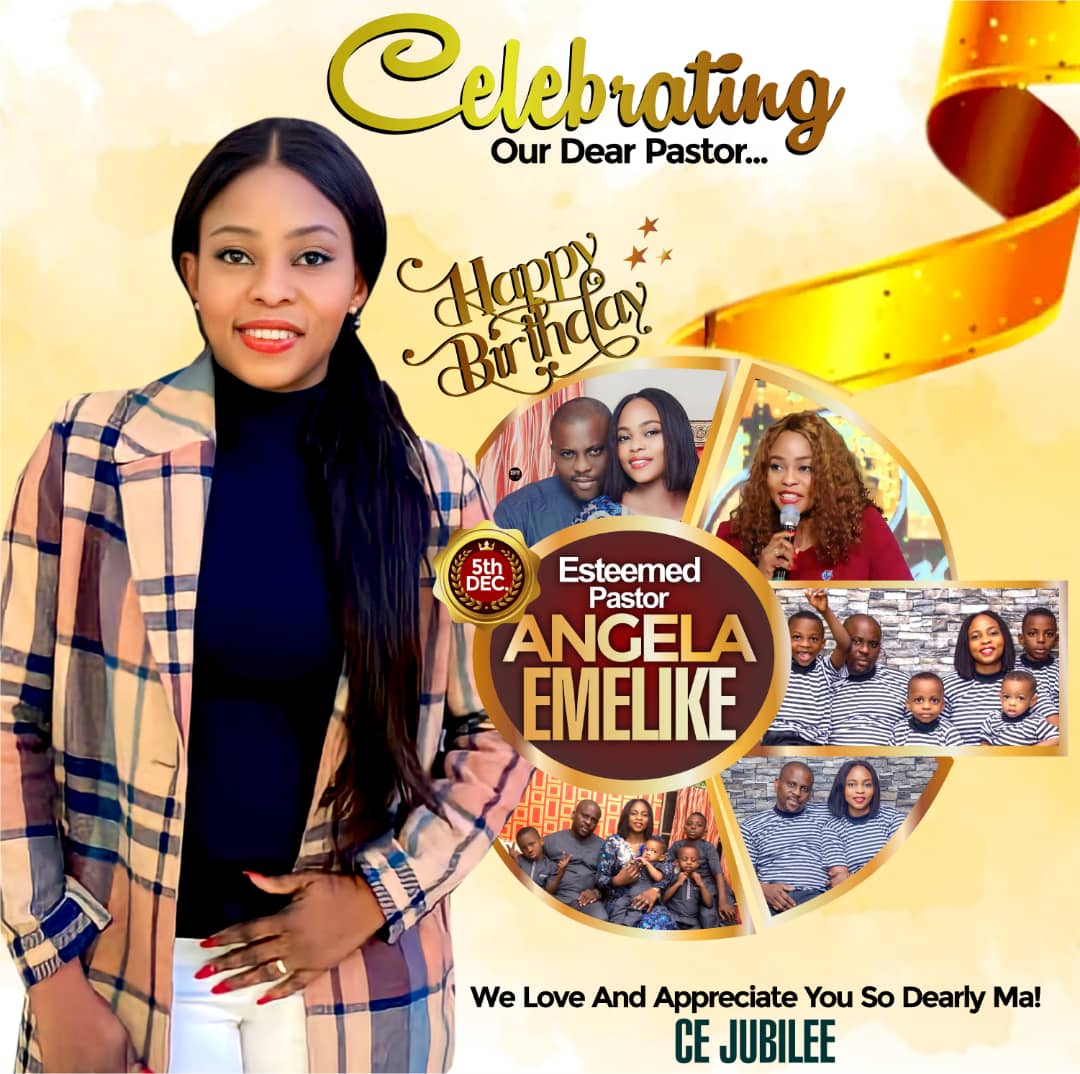 Celebrating
Our Dear Pastor...
Happy
Birthday
5th
DEC.
Esteemed
Pastor
ANGELA
EMELIKE
We Love And Appreciate You So Dearly Ma!
CE JUBILEE